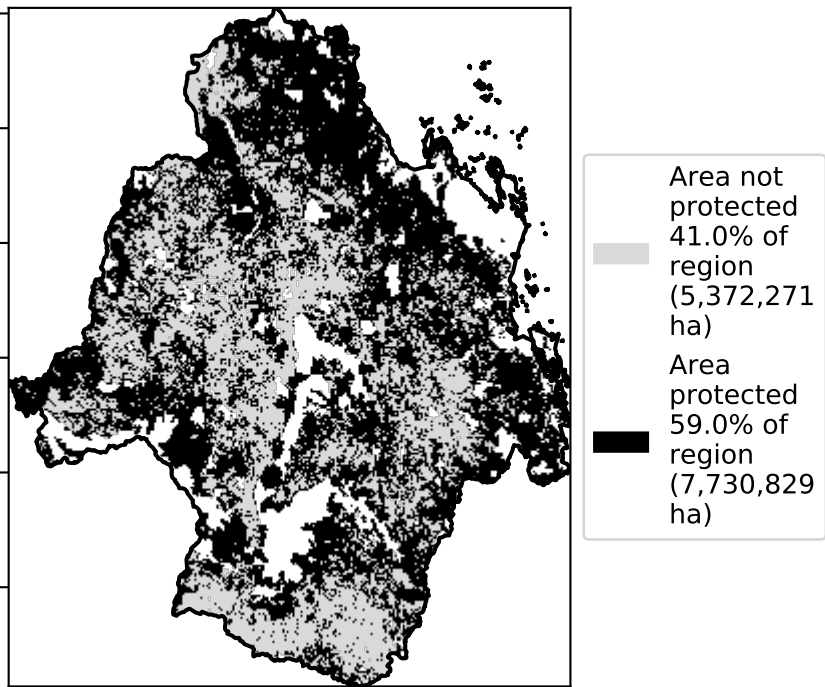 Area not
protected
41.0% of
region
(5,372,271
ha)
Area
protected
59.0% of
region
(7,730,829
ha)